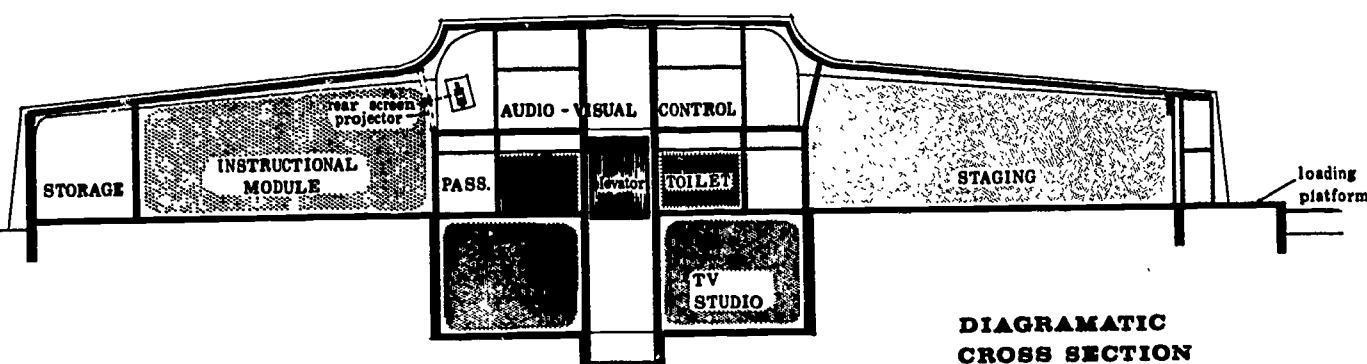 rear screen
projector
AUDIO - VISUAL CONTROL
INSTRUCTIONAL
MODULE
STORAGE
PASS.
elevator
TOILET
STAGING
loading
platform
TV
STUDIO
DIAGRAMATIC
CROSS SECTION